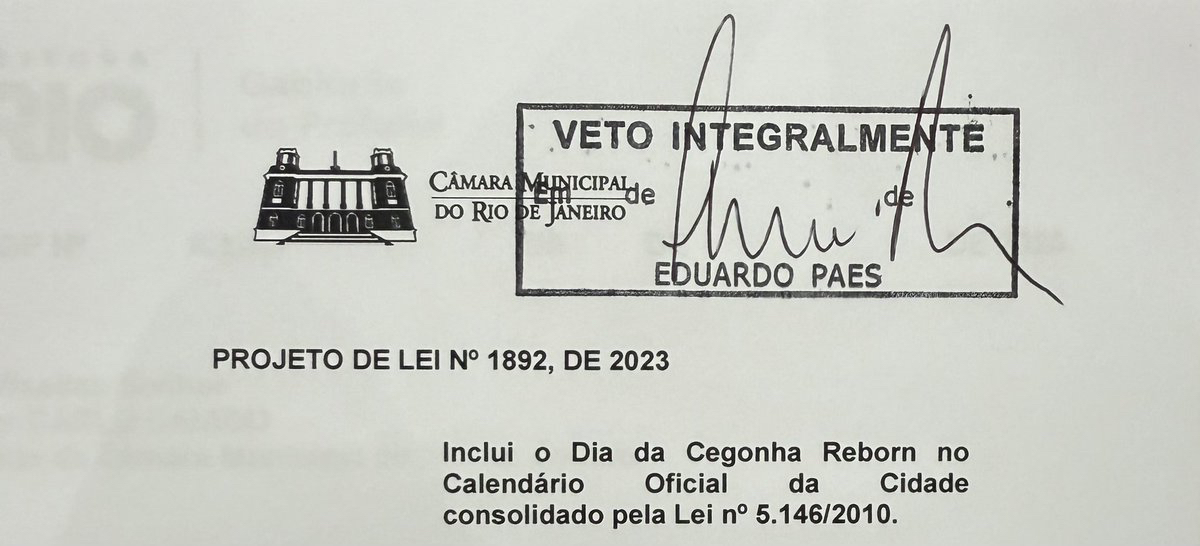 VETO INTEGRALMENTE
CÂMARA MUNICIPAL
DO RIO DE JANEIRO
Em de , de
EDUARDO PAES
PROJETO DE LEI Nº 1892, DE 2023
Inclui o Dia da Cegonha Reborn no
Calendário Oficial da Cidade
consolidado pela Lei nº 5.146/2010.